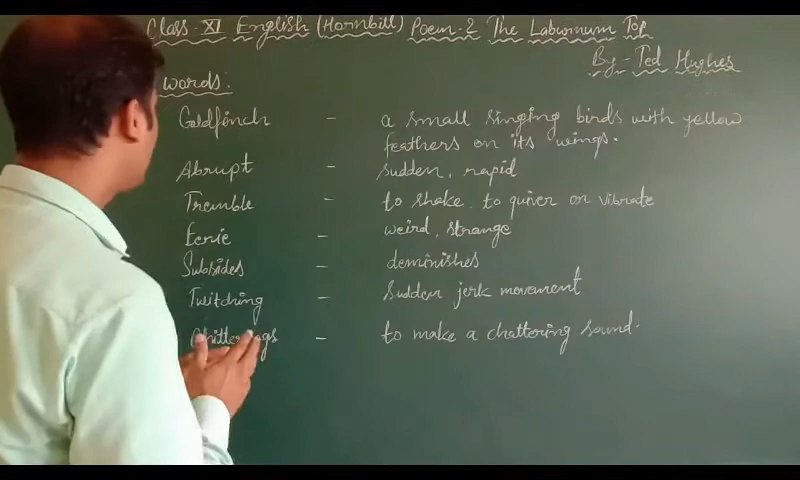 Class-XI English (Hornbill) Poem-2 The Laburnum Top
By-Ted Hughes
words:
Goldfinch - a small singing birds with yellow
feathers on its wings.
Abrupt - sudden, rapid
Tremble - to shake, to quiver or vibrate
Eerie - weird, strange
Subsides - deminishes
Twitching - sudden jerk movement
- to make a chattering sound.